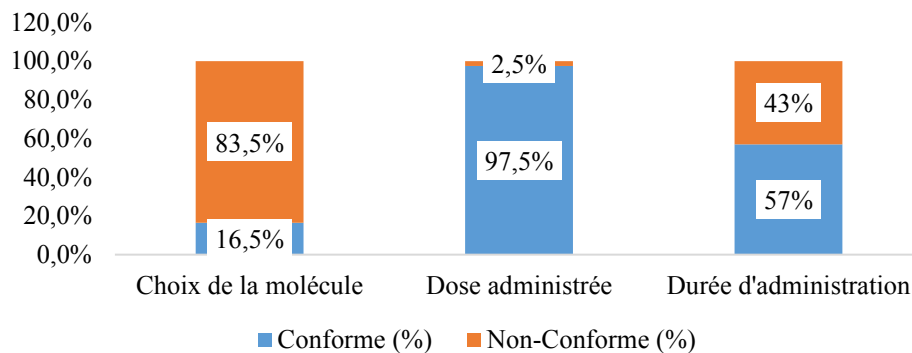 120,0%
100,0%
80,0%
60,0%
40,0%
20,0%
0,0%
83,5%
16,5%
2,5%
97,5%
43%
57%
Choix de la molécule
Dose administrée
Durée d'administration
Conforme (%)
Non-Conforme (%)